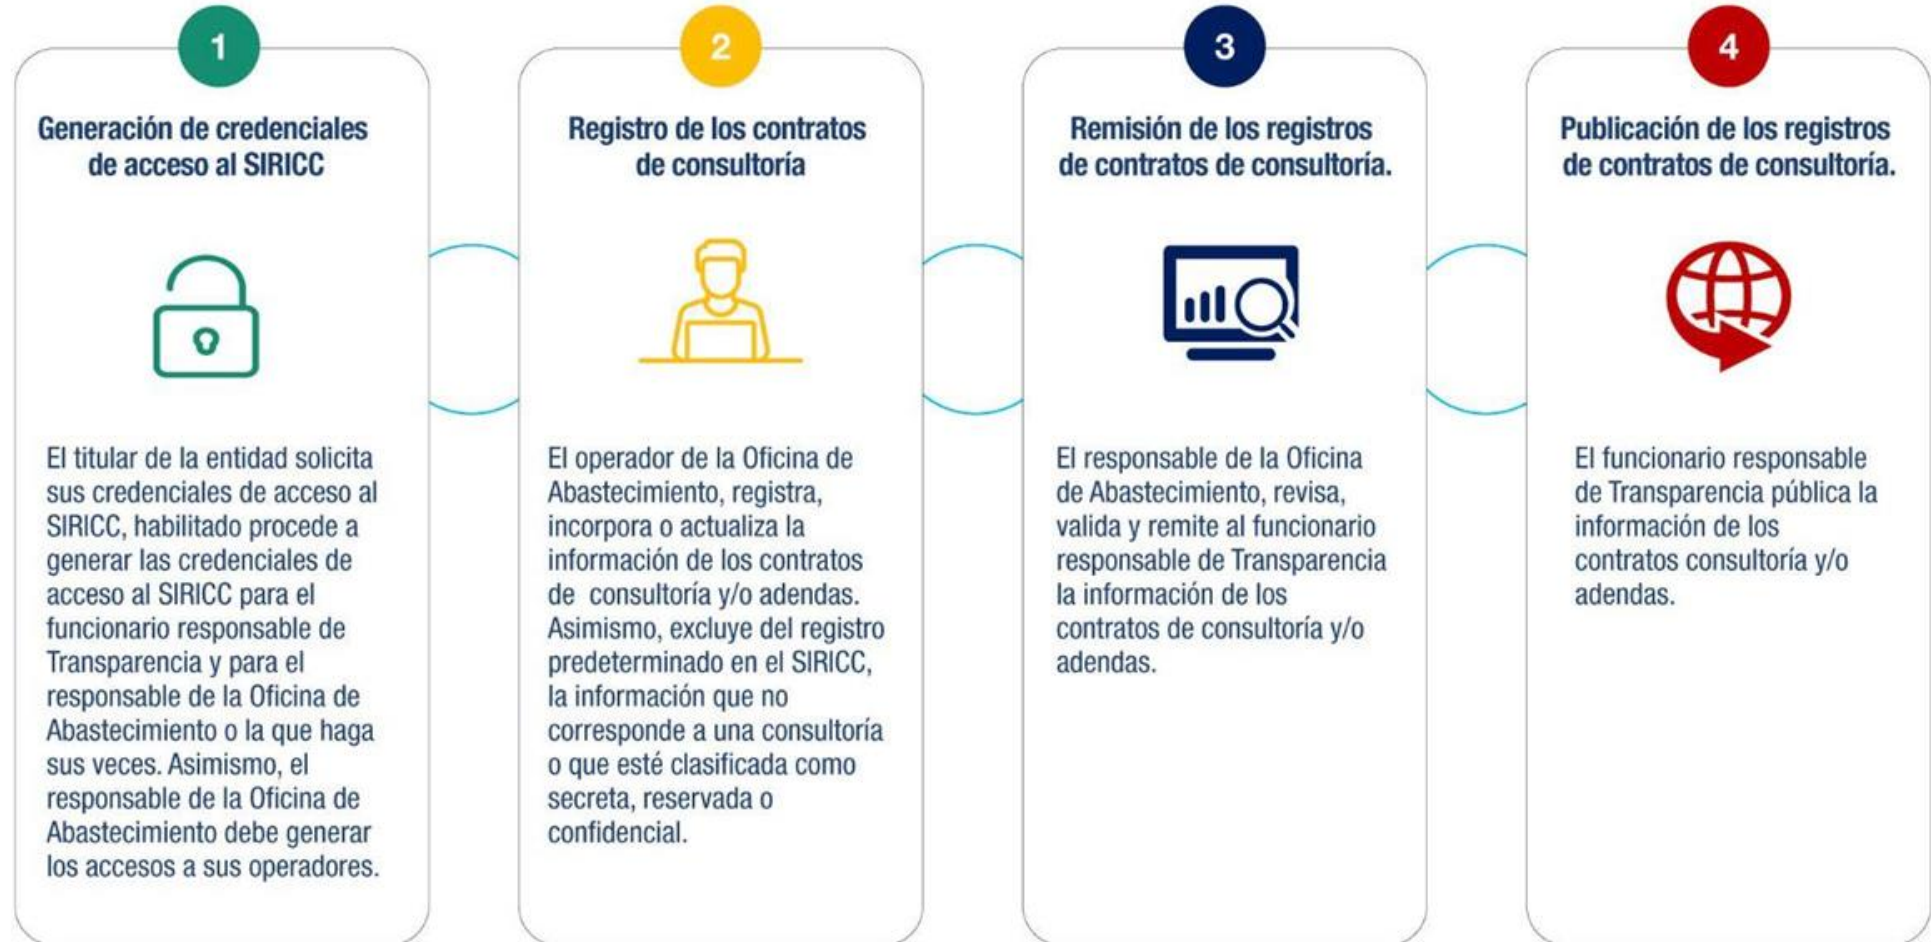 1
Generación de credenciales
de acceso al SIRICC
El titular de la entidad solicita
sus credenciales de acceso al
SIRICC, habilitado procede a
generar las credenciales de
acceso al SIRICC para el
funcionario responsable de
Transparencia y para el
responsable de la Oficina de
Abastecimiento o la que haga
sus veces. Asimismo, el
responsable de la Oficina de
Abastecimiento debe generar
los accesos a sus operadores.
2
Registro de los contratos
de consultoría
El operador de la Oficina de
Abastecimiento, registra,
incorpora o actualiza la
información de los contratos
de consultoría y/o adendas.
Asimismo, excluye del registro
predeterminado en el SIRICC,
la información que no
corresponde a una consultoría
o que esté clasificada como
secreta, reservada o
confidencial.
3
Remisión de los registros
de contratos de consultoría.
El responsable de la Oficina
de Abastecimiento, revisa,
valida y remite al funcionario
responsable de Transparencia
la información de los
contratos de consultoría y/o
adendas.
4
Publicación de los registros
de contratos de consultoría.
El funcionario responsable
de Transparencia pública la
información de los
contratos consultoría y/o
adendas.